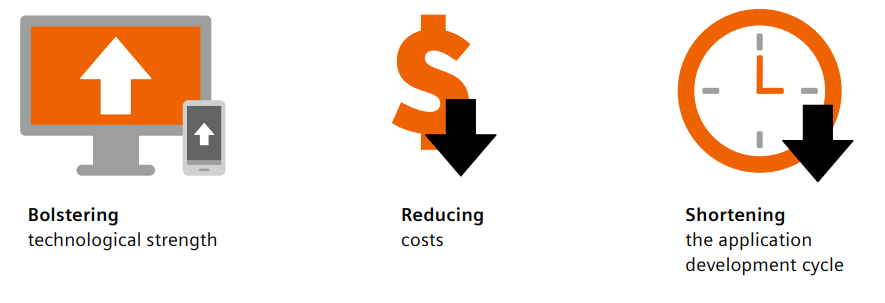 Bolstering
technological strength
Reducing
costs
Shortening
the application
development cycle